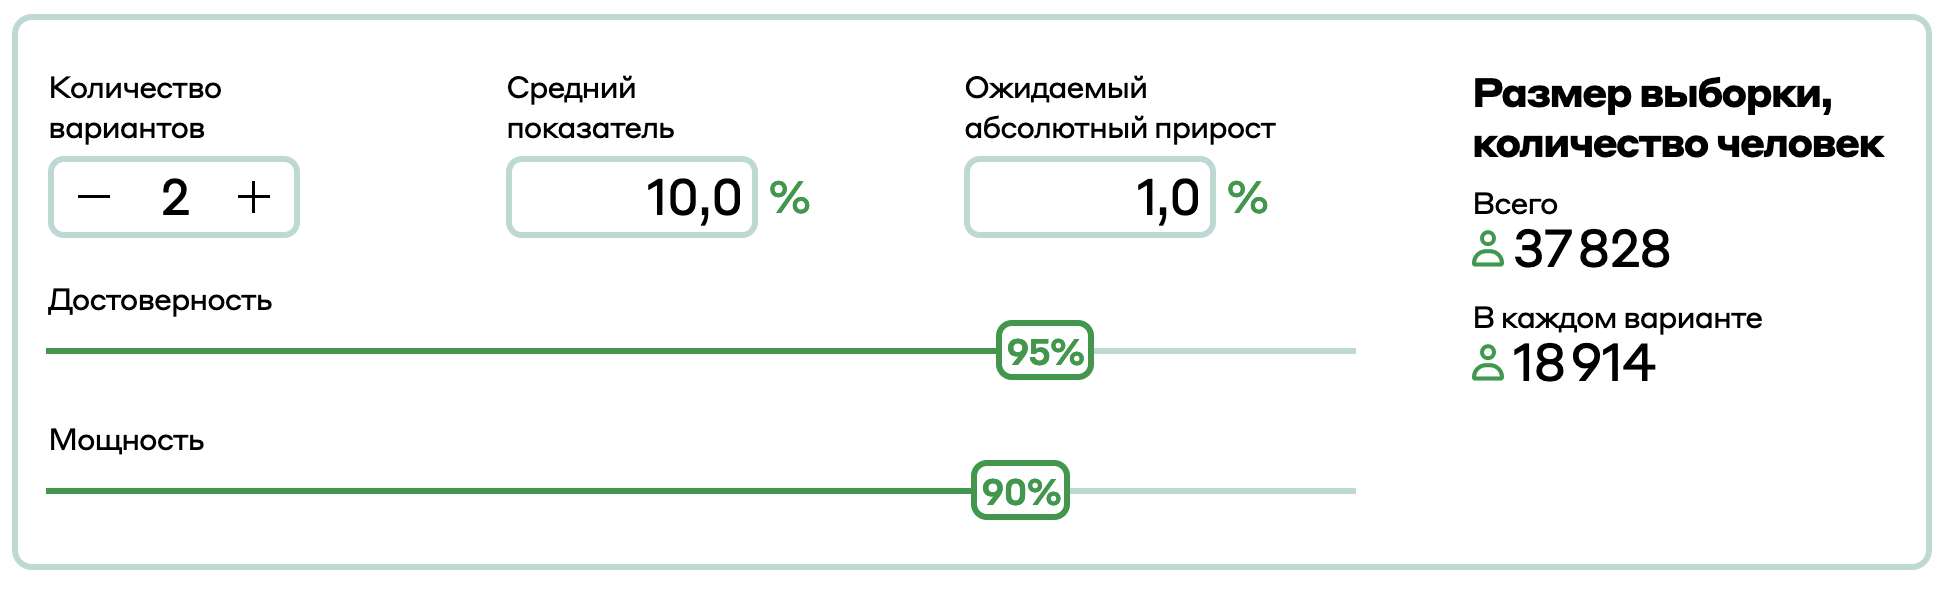 Количество
вариантов
— 2 +
Средний
показатель
10,0 %
Ожидаемый
абсолютный прирост
1,0 %
Достоверность
95%
Мощность
90%
Размер выборки,
количество человек
Всего
37 828
В каждом варианте
18 914